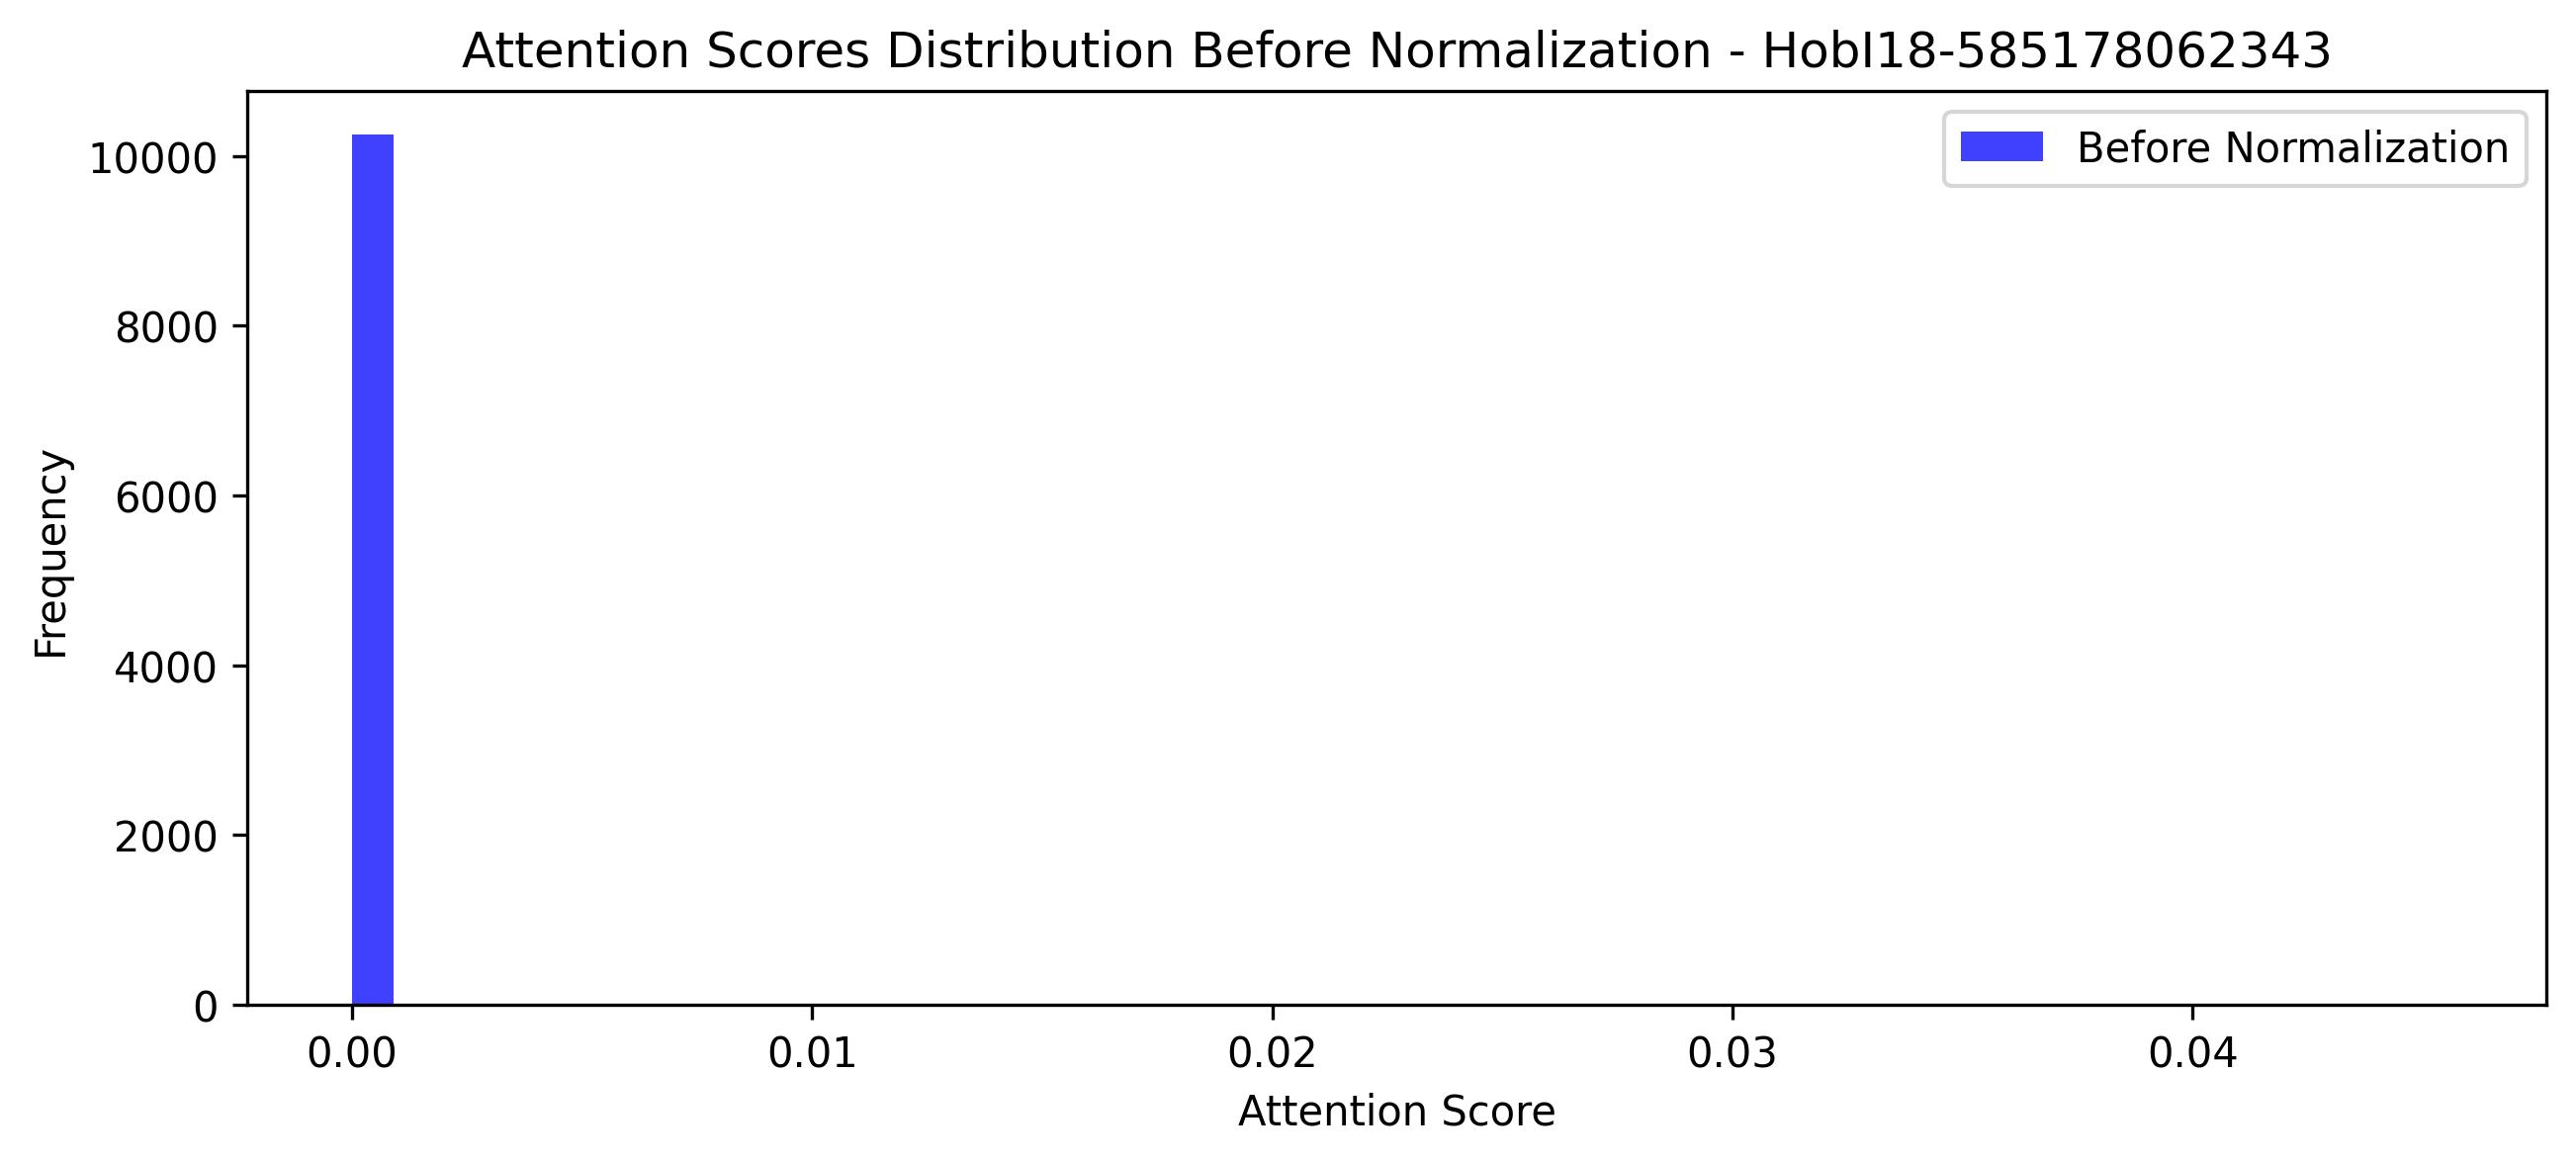 Attention Scores Distribution Before Normalization - HobI18-585178062343
Before Normalization
Frequency
10000
8000
6000
4000
2000
0
0.00 0.01 0.02 0.03 0.04
Attention Score